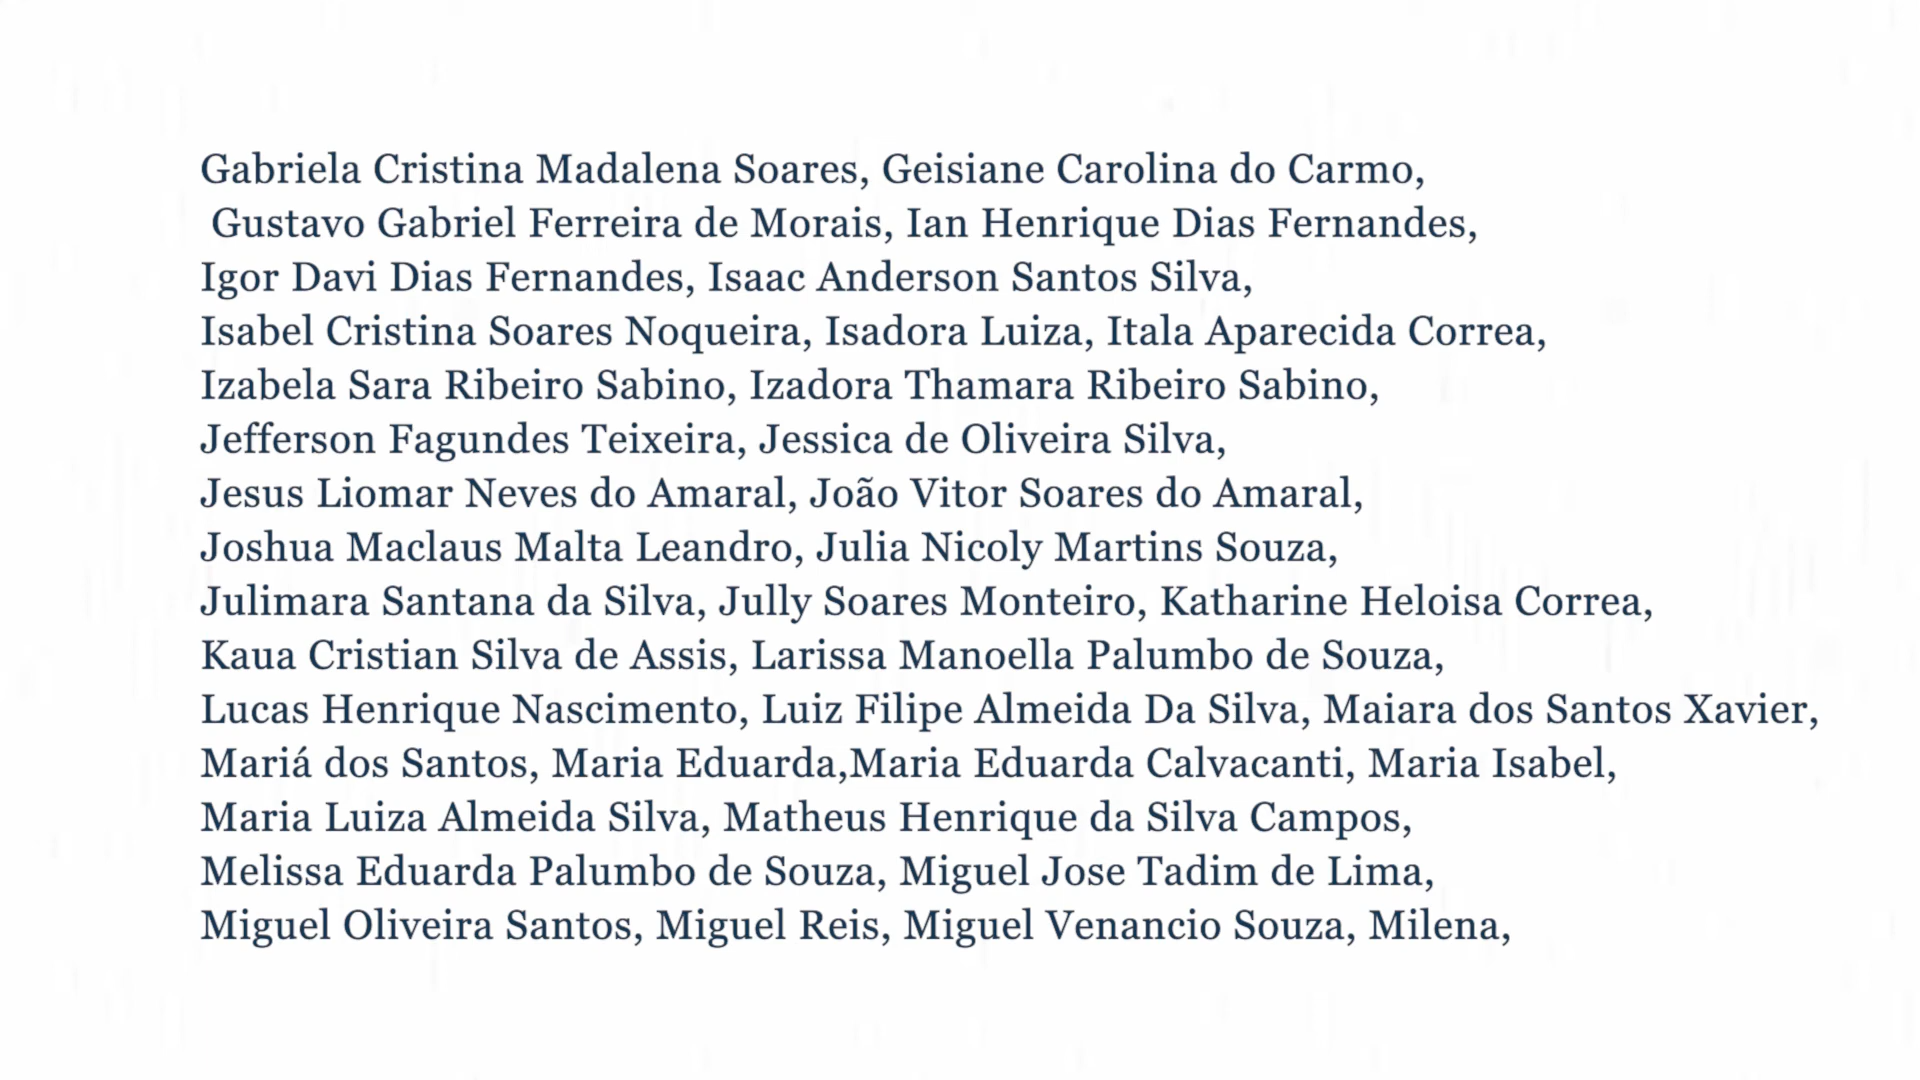 Gabriela Cristina Madalena Soares, Geisiane Carolina do Carmo,
Gustavo Gabriel Ferreira de Morais, Ian Henrique Dias Fernandes,
Igor Davi Dias Fernandes, Isaac Anderson Santos Silva,
Isabel Cristina Soares Noqueira, Isadora Luiza, Itala Aparecida Correa,
Izabela Sara Ribeiro Sabino, Izadora Thamara Ribeiro Sabino,
Jefferson Fagundes Teixeira, Jessica de Oliveira Silva,
Jesus Liomar Neves do Amaral, João Vitor Soares do Amaral,
Joshua Maclaus Malta Leandro, Julia Nicoly Martins Souza,
Julimara Santana da Silva, Jully Soares Monteiro, Katharine Heloisa Correa,
Kaua Cristian Silva de Assis, Larissa Manoella Palumbo de Souza,
Lucas Henrique Nascimento, Luiz Filipe Almeida Da Silva, Maiara dos Santos Xavier,
Mariá dos Santos, Maria Eduarda,Maria Eduarda Calvacanti, Maria Isabel,
Maria Luiza Almeida Silva, Matheus Henrique da Silva Campos,
Melissa Eduarda Palumbo de Souza, Miguel Jose Tadim de Lima,
Miguel Oliveira Santos, Miguel Reis, Miguel Venancio Souza, Milena,